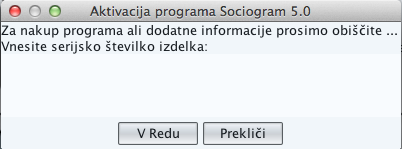 Aktivacija programa Sociogram 5.0
Za nakup programa ali dodatne informacije prosimo obiščite ...
Vnesite serijsko številko izdelka:
V Redu Prekliči